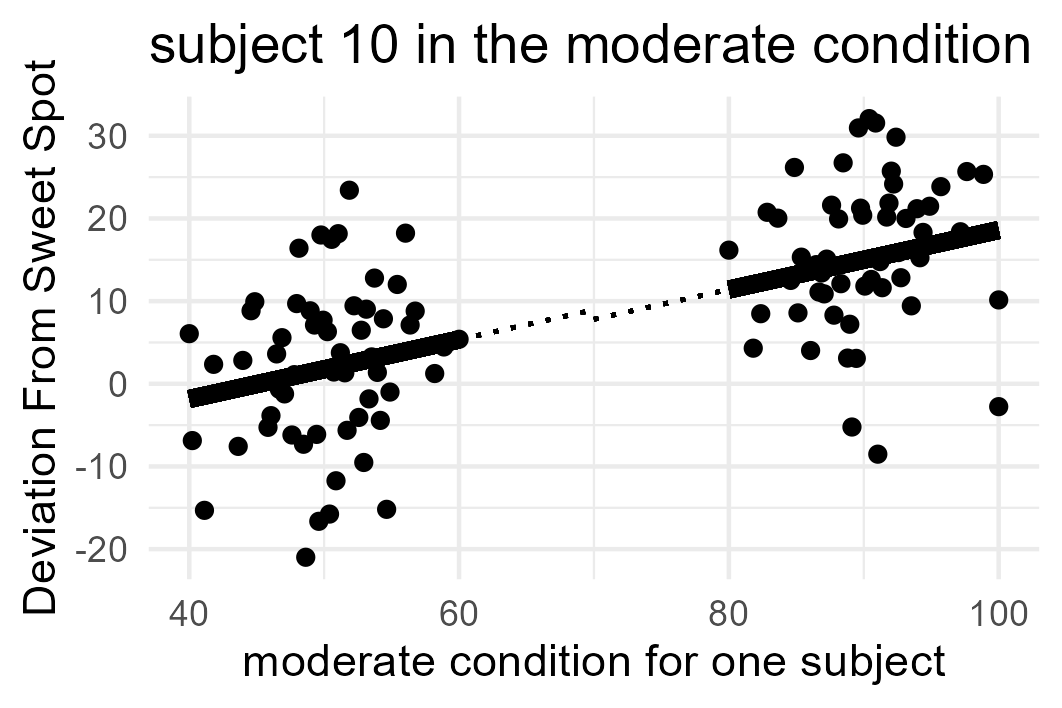 subject 10 in the moderate condition
Deviation From Sweet Spot
30
20
10
0
-10
-20
40 60 80 100
moderate condition for one subject